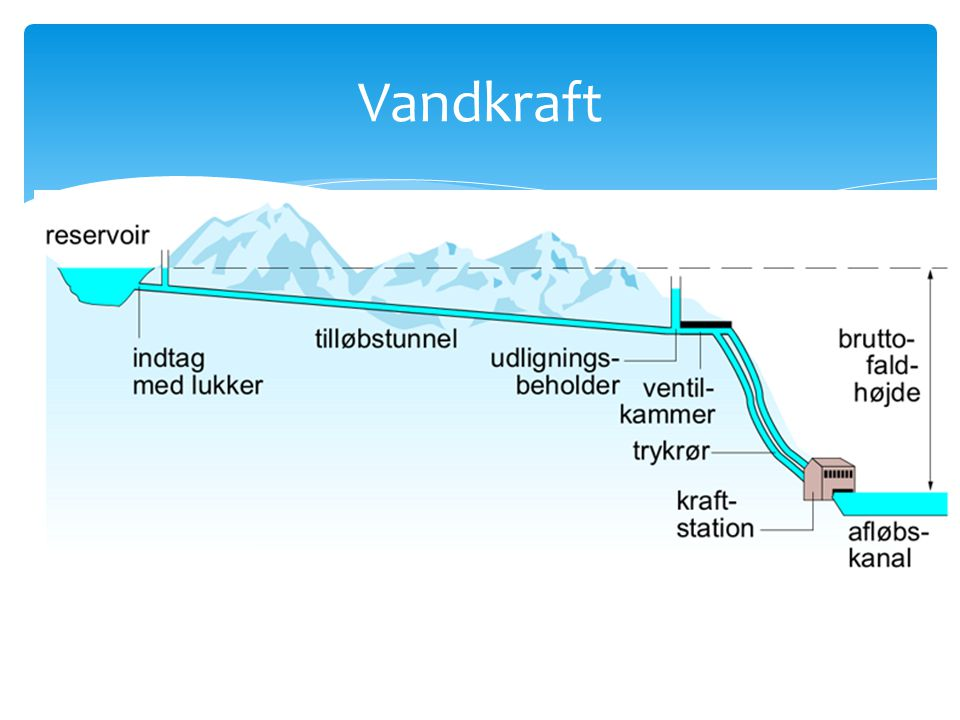 Vandkraft
reservoir
indtag
med lukker
tilløbstunnel
udlignings-
beholder
ventil-
kammer
trykrør
kraft-
station
brutto-
fald-
højde
afløbs-
kanal